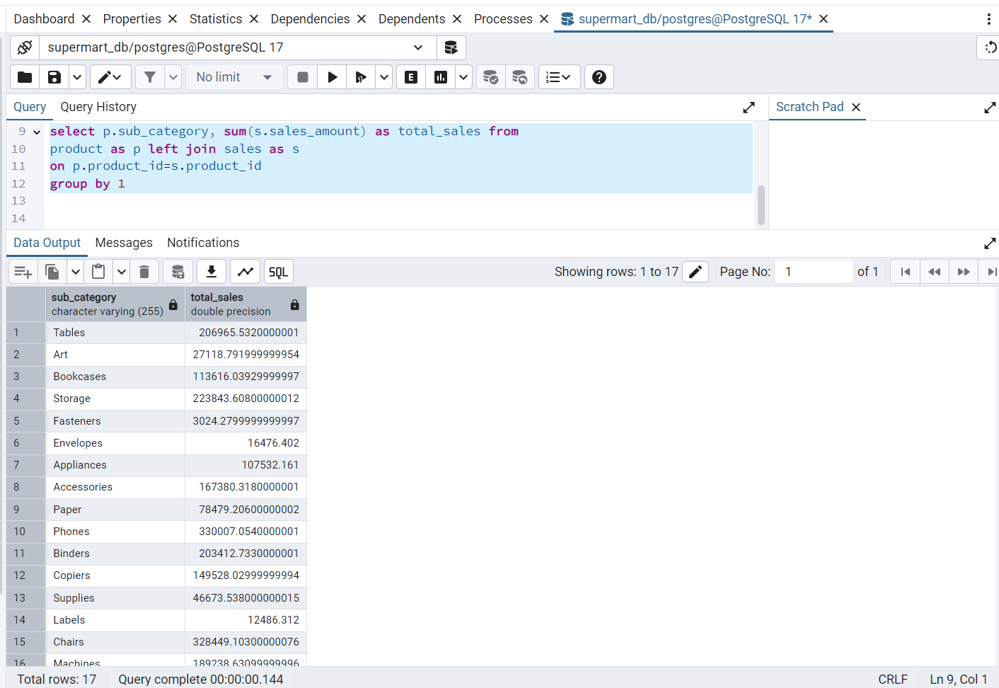 Dashboard Properties Statistics Dependencies Dependents Processes supermart_db/postgres@PostgreSQL 17*
supermart_db/postgres@PostgreSQL 17
No limit
Query Query History Scratch Pad
9 select p.sub_category, sum(s.sales_amount) as total_sales from
10 product as p left join sales as s
11 on p.product_id=s.product_id
12 group by 1
13
14
Data Output Messages Notifications
SQL Showing rows: 1 to 17 Page No: 1 of 1
sub_category total_sales
character varying (255) double precision
1 Tables 206965.5320000001
2 Art 27118.791999999954
3 Bookcases 113616.03929999997
4 Storage 223843.60800000012
5 Fasteners 3024.2799999999997
6 Envelopes 16476.402
7 Appliances 107532.161
8 Accessories 167380.3180000001
9 Paper 78479.20600000002
10 Phones 330007.0540000001
11 Binders 203412.7330000001
12 Copiers 149528.02999999994
13 Supplies 46673.538000000015
14 Labels 12486.312
15 Chairs 328449.10300000076
16 Machines 189238.63099999996
Total rows: 17 Query complete 00:00:00.144 CRLF Ln 9, Col 1